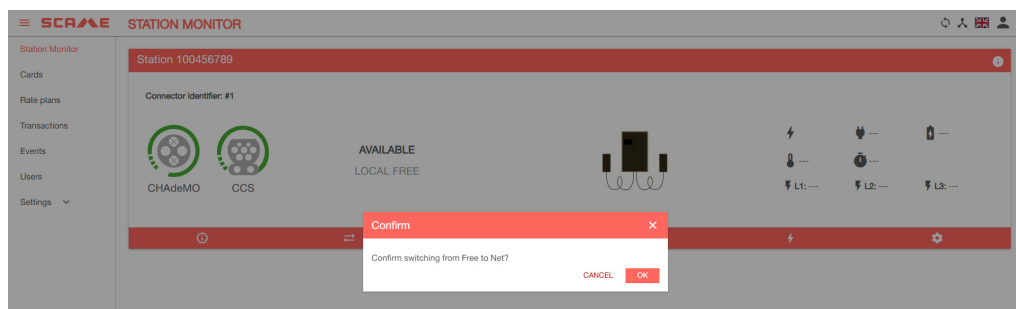 SCAME STATION MONITOR
Station Monitor
Cards
Rate plans
Transactions
Events
Users
Settings
Station 100456789
Connector identifier: #1
CHAdeMO CCS
AVAILABLE
LOCAL FREE
---
---
---
---
L1: --- L2: --- L3: ---
Confirm
Confirm switching from Free to Net?
CANCEL OK